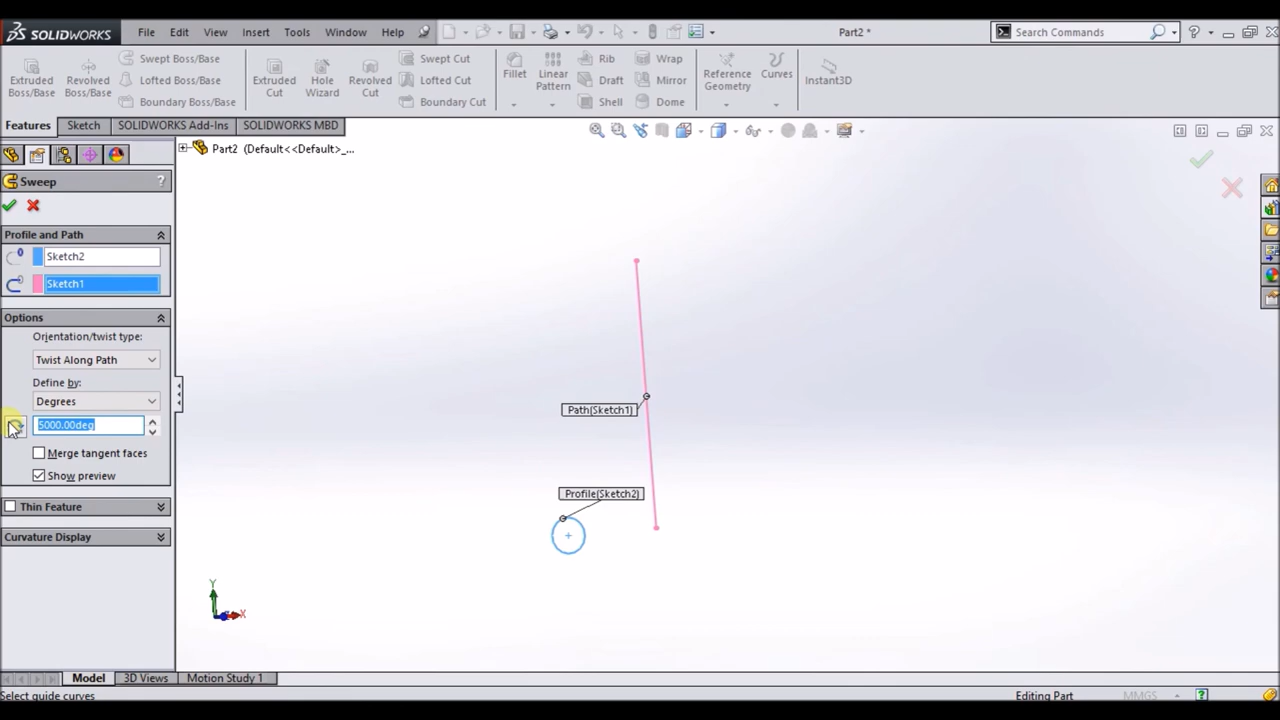 SOLIDWORKS File Edit View Insert Tools Window Help Part2 * Search Commands
Extruded Boss/Base
Revolved Boss/Base
Swept Boss/Base
Lofted Boss/Base
Boundary Boss/Base
Extruded Cut
Hole Wizard
Revolved Cut
Swept Cut
Lofted Cut
Boundary Cut
Fillet
Linear Pattern
Rib
Draft
Shell
Wrap
Mirror
Dome
Reference Geometry
Curves
Instant3D
Features Sketch SOLIDWORKS Add-Ins SOLIDWORKS MBD
Part2 (Default<<Default>_...
Sweep ?
Profile and Path
Sketch2
Sketch1
Options
Orientation/twist type:
Twist Along Path
Define by:
Degrees
5000.00deg
Merge tangent faces
Show preview
Thin Feature
Curvature Display
Path(Sketch1)
Profile(Sketch2)
Y
X
Model 3D Views Motion Study 1
Select guide curves Editing Part MMGS